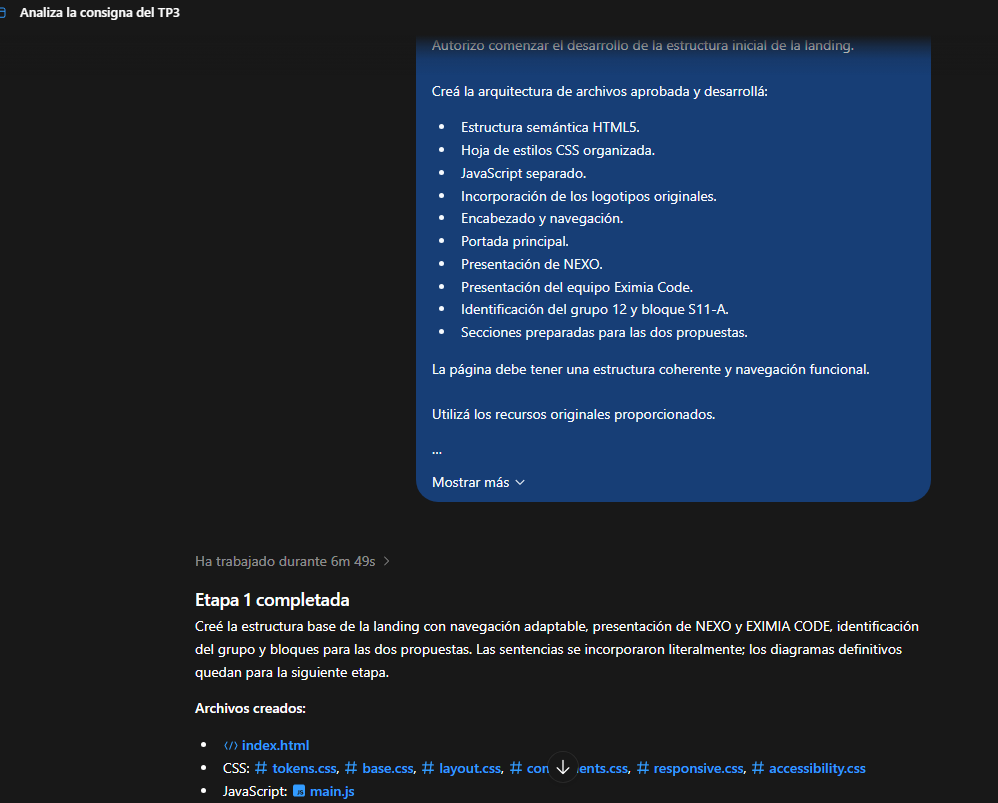 Analiza la consigna del TP3
Autorizo comenzar el desarrollo de la estructura inicial de la landing.
Creá la arquitectura de archivos aprobada y desarrollá:
• Estructura semántica HTML5.
• Hoja de estilos CSS organizada.
• JavaScript separado.
• Incorporación de los logotipos originales.
• Encabezado y navegación.
• Portada principal.
• Presentación de NEXO.
• Presentación del equipo Eximia Code.
• Identificación del grupo 12 y bloque S11-A.
• Secciones preparadas para las dos propuestas.
La página debe tener una estructura coherente y navegación funcional.
Utilizá los recursos originales proporcionados.
...
Mostrar más
Ha trabajado durante 6m 49s
Etapa 1 completada
Creé la estructura base de la landing con navegación adaptable, presentación de NEXO y EXIMIA CODE, identificación
del grupo y bloques para las dos propuestas. Las sentencias se incorporaron literalmente; los diagramas definitivos
quedan para la siguiente etapa.
Archivos creados:
• </> index.html
• CSS: # tokens.css, # base.css, # layout.css, # ents.css, # responsive.css, # accessibility.css
• JavaScript: JS main.js